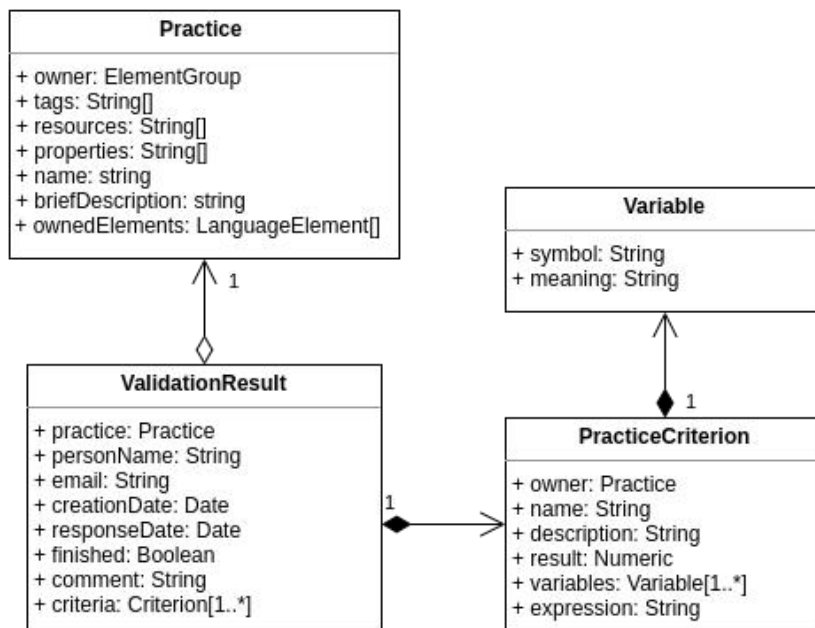 Practice
+ owner: ElementGroup
+ tags: String[]
+ resources: String[]
+ properties: String[]
+ name: string
+ briefDescription: string
+ ownedElements: LanguageElement[]
1
Variable
+ symbol: String
+ meaning: String
1
ValidationResult
+ practice: Practice
+ personName: String
+ email: String
+ creationDate: Date
+ responseDate: Date
+ finished: Boolean
+ comment: String
+ criteria: Criterion[1..*]
1
PracticeCriterion
+ owner: Practice
+ name: String
+ description: String
+ result: Numeric
+ variables: Variable[1..*]
+ expression: String